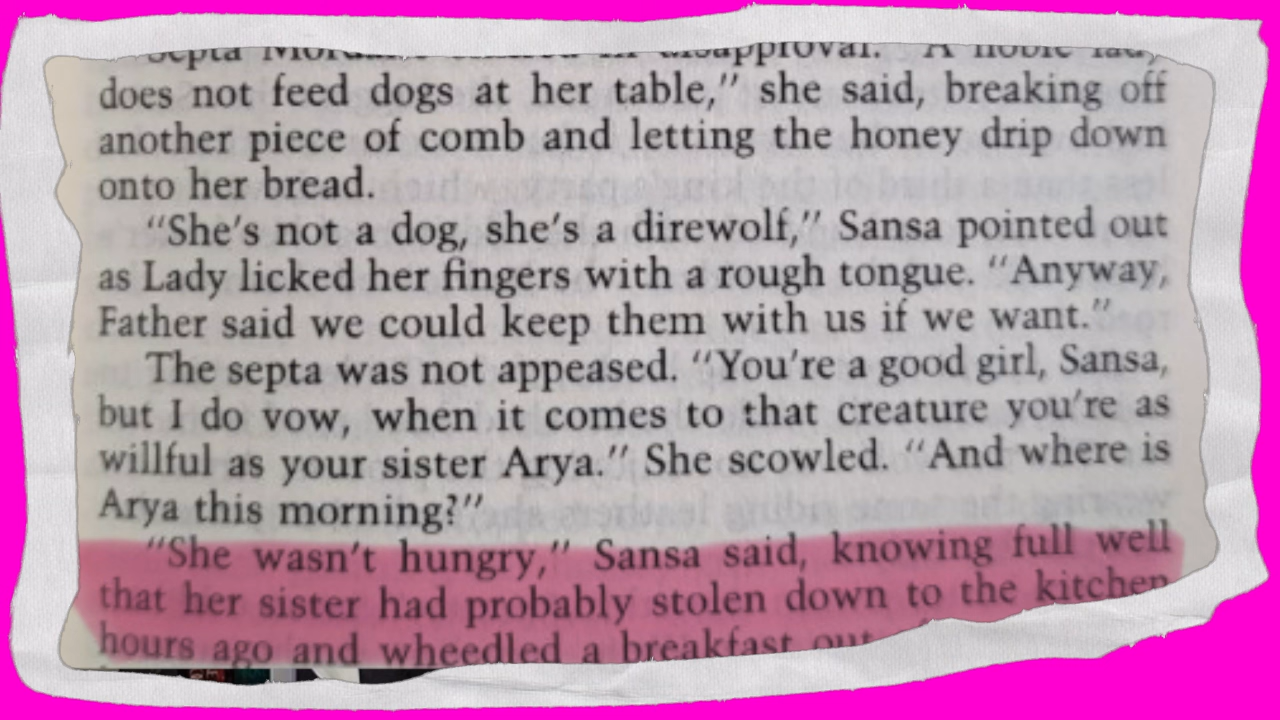 Septa in disapproval. "A noble lady
does not feed dogs at her table," she said, breaking off
another piece of comb and letting the honey drip down
onto her bread.
"She's not a dog, she's a direwolf," Sansa pointed out
as Lady licked her fingers with a rough tongue. "Anyway,
Father said we could keep them with us if we want."
The septa was not appeased. "You're a good girl, Sansa,
but I do vow, when it comes to that creature you're as
willful as your sister Arya." She scowled. "And where is
Arya this morning?"
"She wasn't hungry," Sansa said, knowing full well
that her sister had probably stolen down to the kitchen
hours ago and wheedled a breakfast out